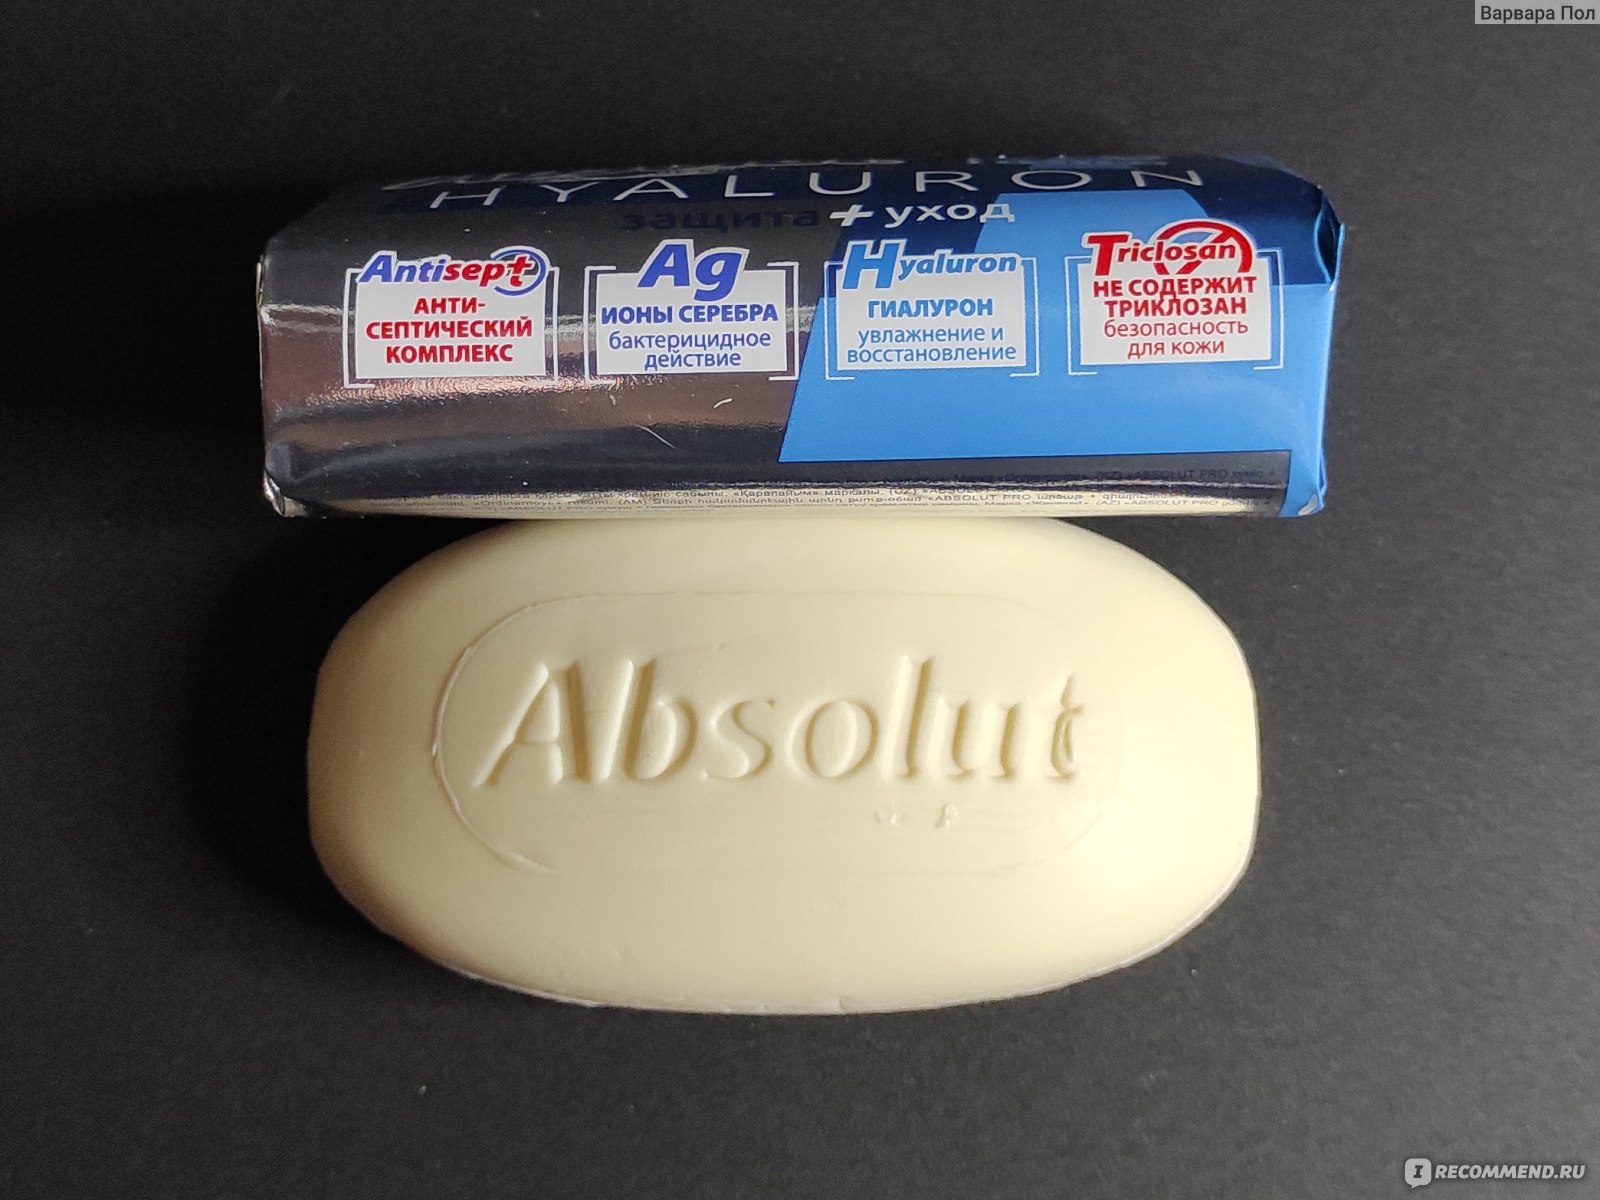 Варвара Пол
HYALURON
защита + уход
Antisept
АНТИ-
СЕПТИЧЕСКИЙ
КОМПЛЕКС
Ag
ИОНЫ СЕРЕБРА
бактерицидное
действие
Hyaluron
ГИАЛУРОН
увлажнение и
восстановление
Triclosan
НЕ СОДЕРЖИТ
ТРИКЛОЗАН
безопасность
для кожи
Absolut
IRECOMMEND.RU